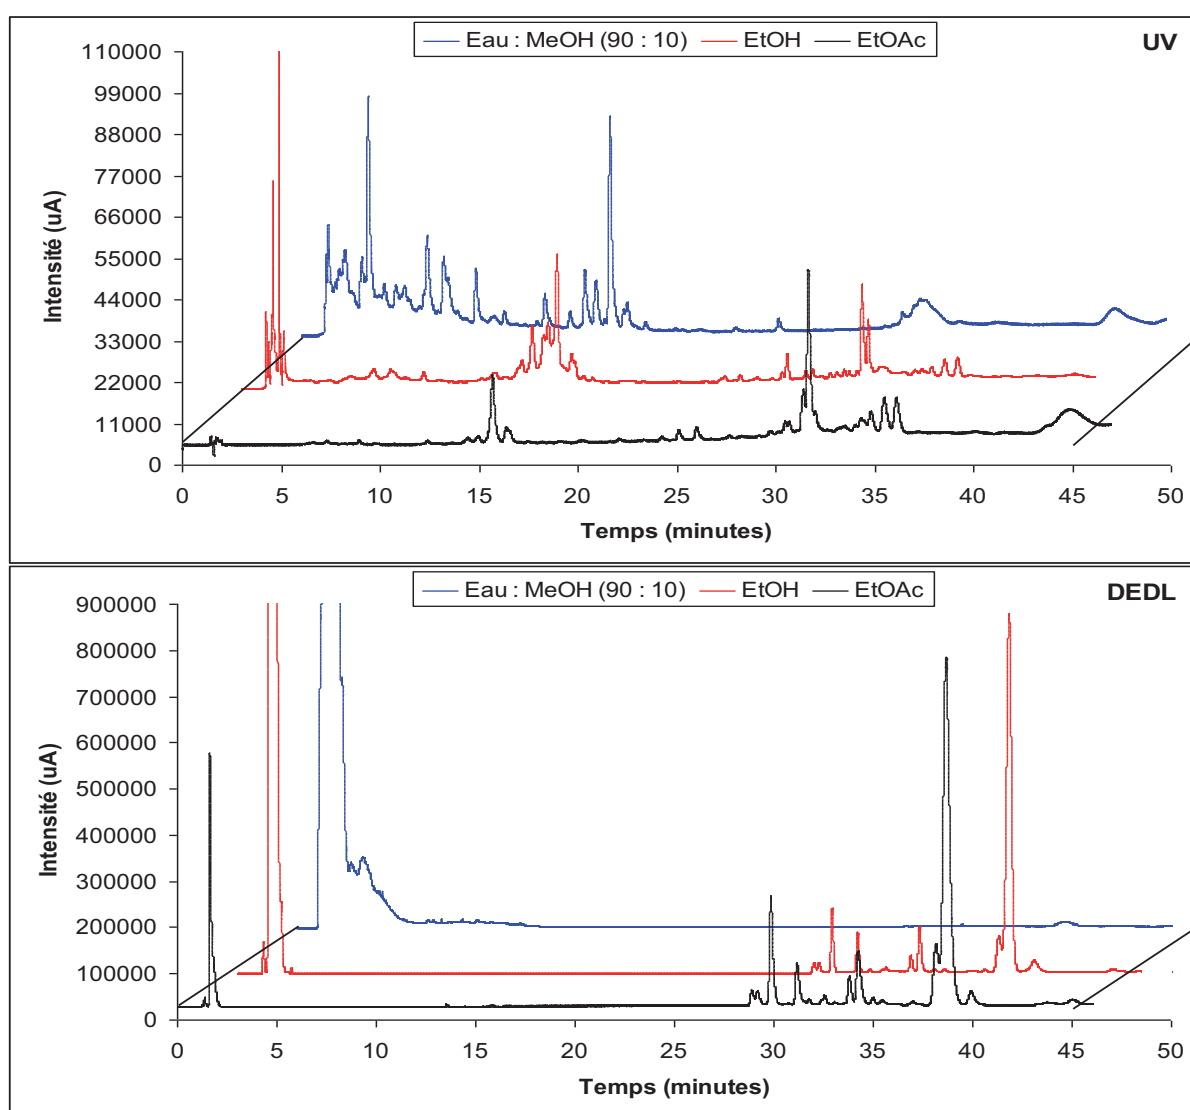 Eau : MeOH (90 : 10) EtOH EtOAc UV
110000
99000
88000
77000
66000
55000
44000
33000
22000
11000
0
Intensité (uA)
0 5 10 15 20 25 30 35 40 45 50
Temps (minutes)
Eau : MeOH (90 : 10) EtOH EtOAc DEDL
900000
800000
700000
600000
500000
400000
300000
200000
100000
0
Intensité (uA)
0 5 10 15 20 25 30 35 40 45 50
Temps (minutes)